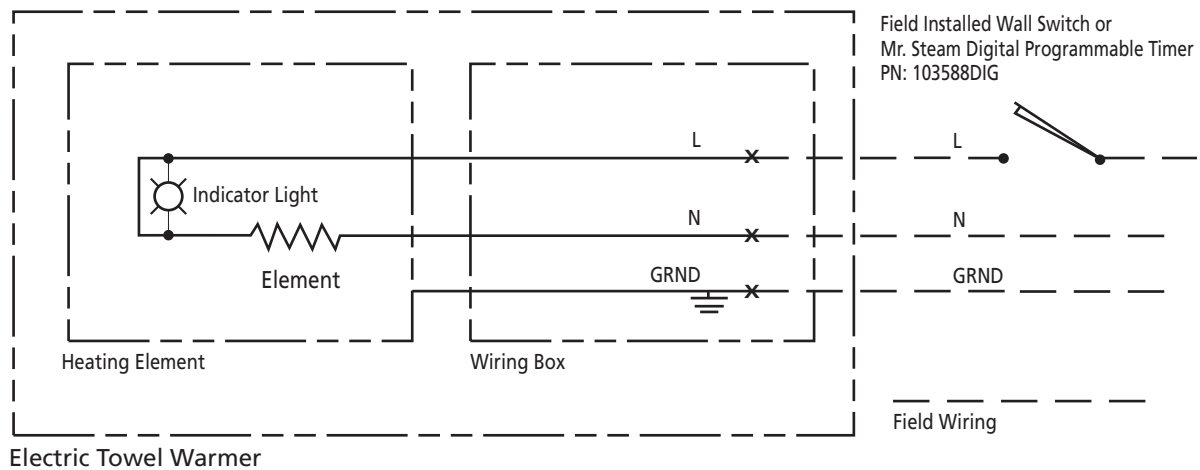 Field Installed Wall Switch or
Mr. Steam Digital Programmable Timer
PN: 103588DIG
L
L
Indicator Light
N
N
Element
GRND
GRND
Heating Element
Wiring Box
Field Wiring
Electric Towel Warmer